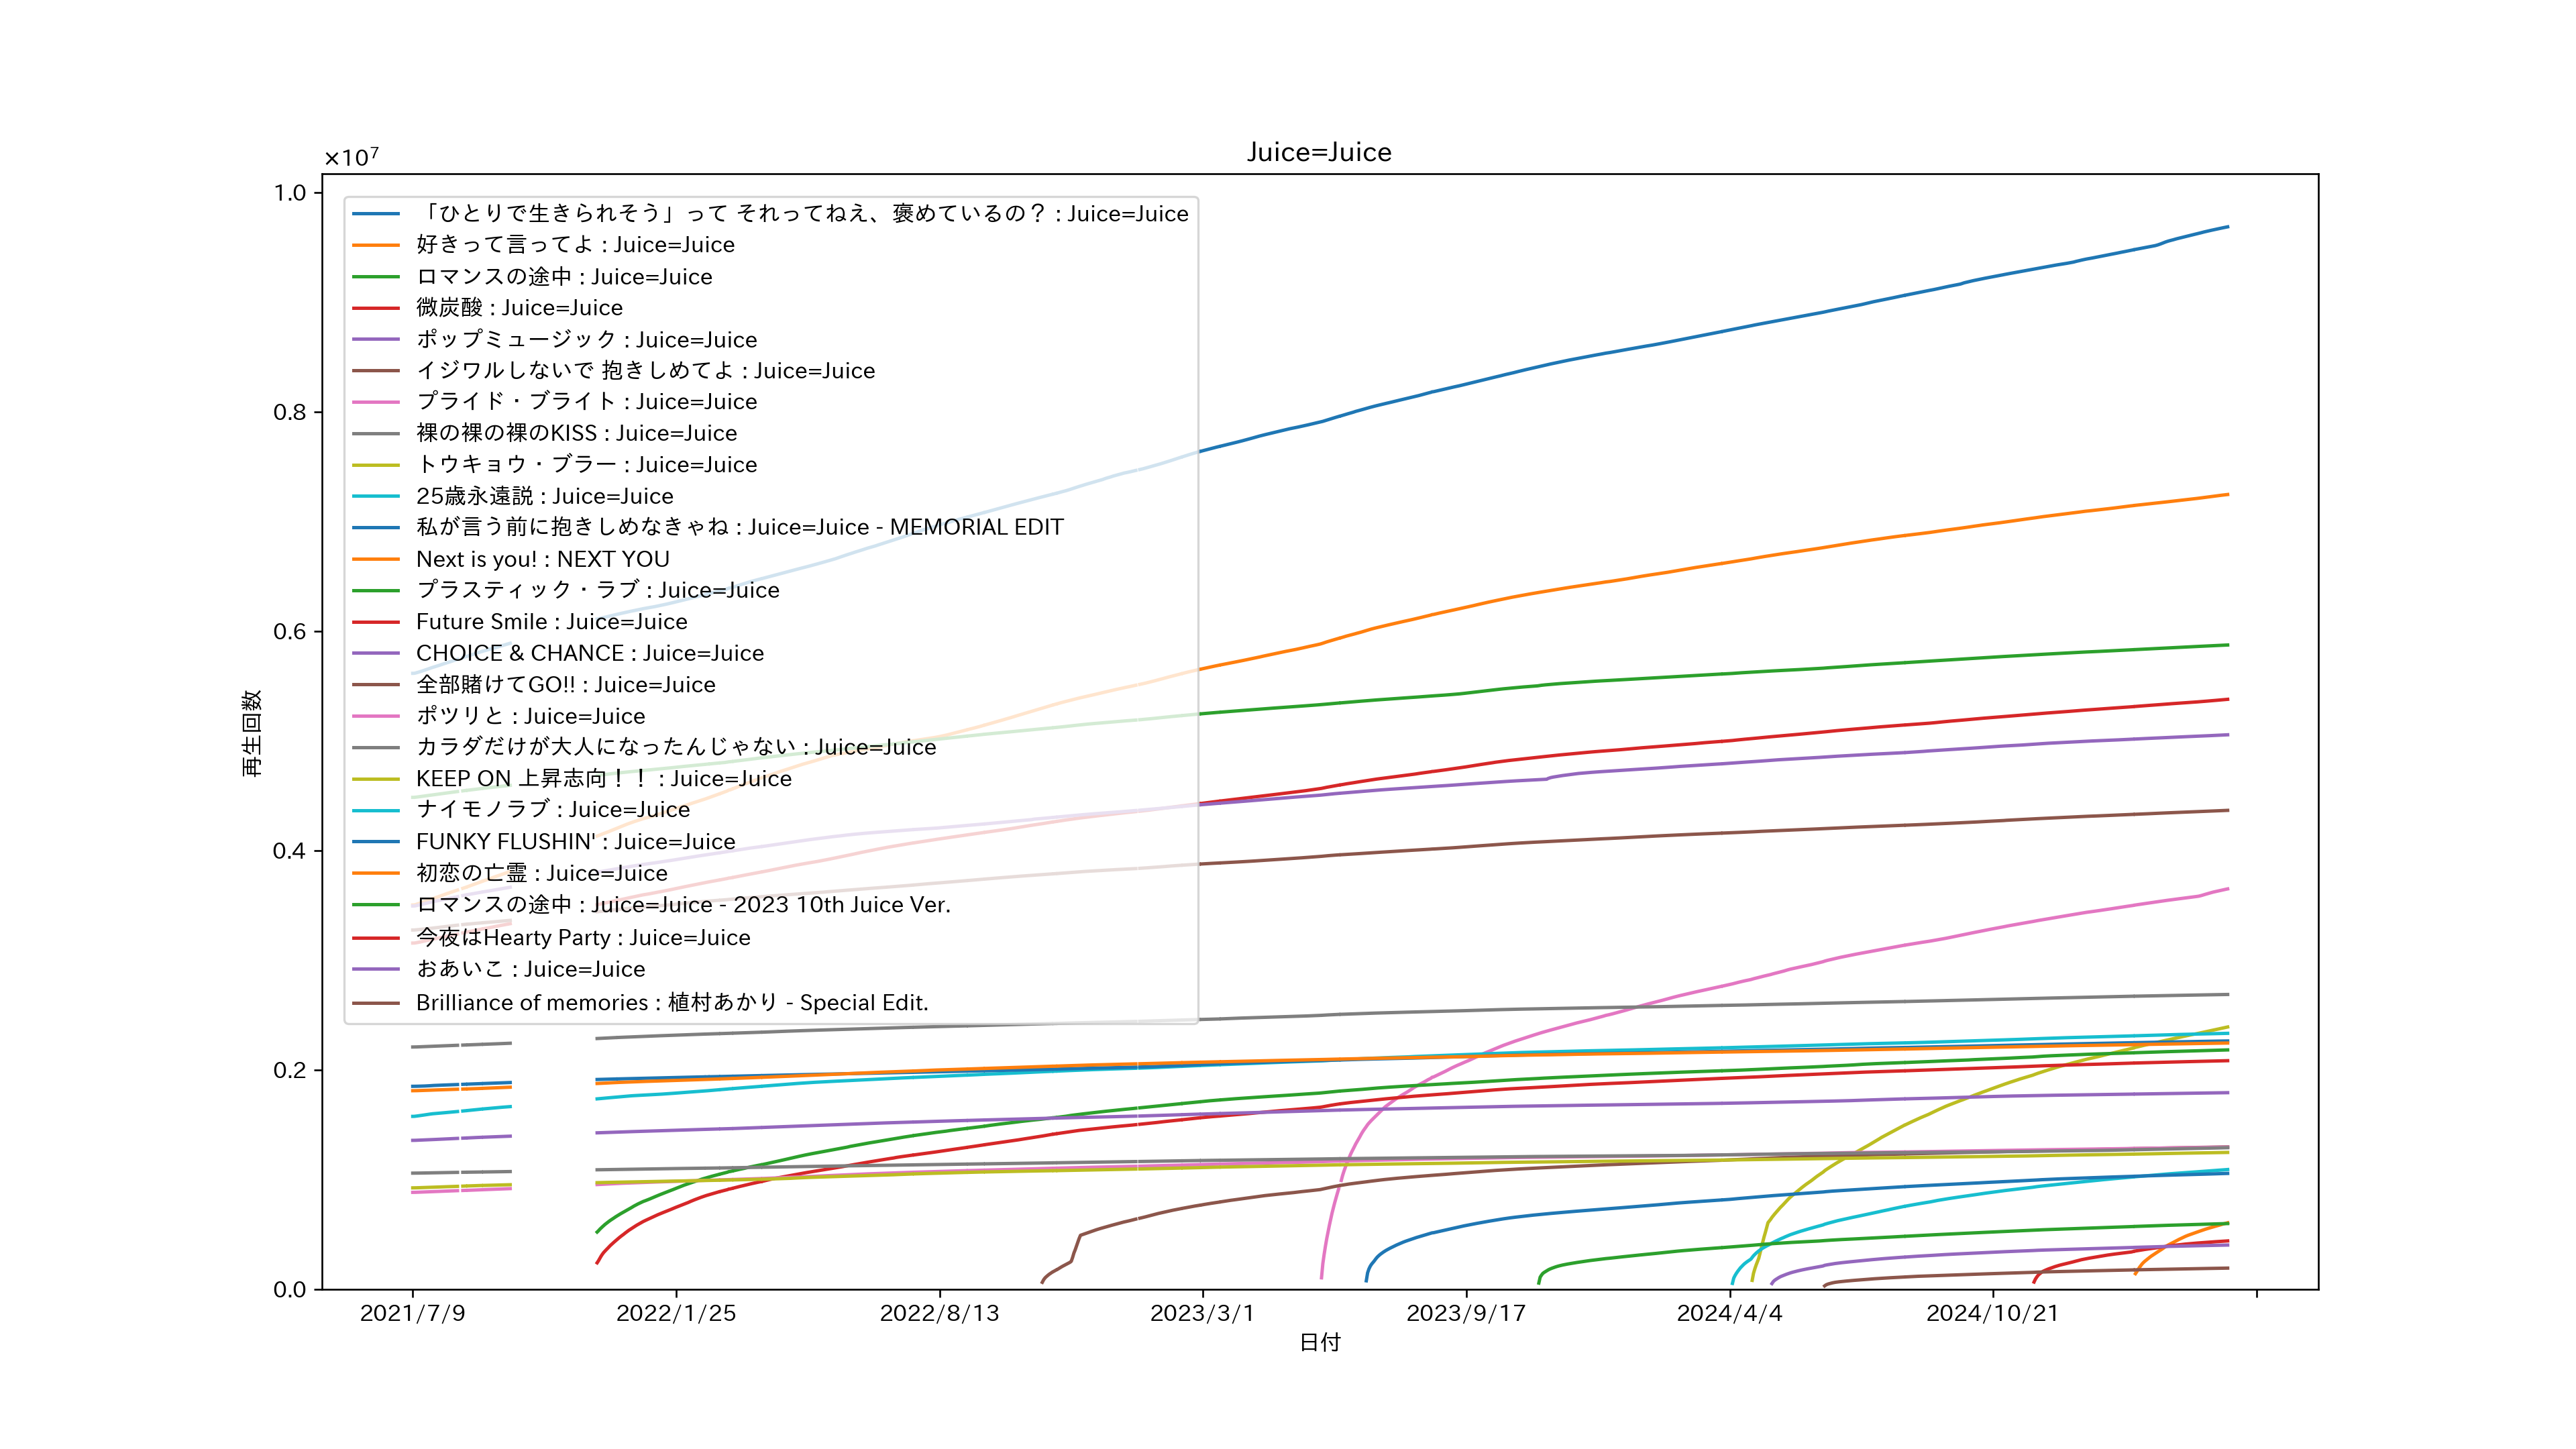 Juice=Juice
×10⁷
1.0
0.8
0.6
0.4
0.2
0.0
再生回数
「ひとりで生きられそう」って それってねえ、褒めているの？ : Juice=Juice
好きって言ってよ : Juice=Juice
ロマンスの途中 : Juice=Juice
微炭酸 : Juice=Juice
ポップミュージック : Juice=Juice
イジワルしないで 抱きしめてよ : Juice=Juice
プライド・ブライト : Juice=Juice
裸の裸の裸のKISS : Juice=Juice
トウキョウ・ブラー : Juice=Juice
25歳永遠説 : Juice=Juice
私が言う前に抱きしめなきゃね : Juice=Juice - MEMORIAL EDIT
Next is you! : NEXT YOU
プラスティック・ラブ : Juice=Juice
Future Smile : Juice=Juice
CHOICE & CHANCE : Juice=Juice
全部賭けてGO!! : Juice=Juice
ポツリと : Juice=Juice
カラダだけが大人になったんじゃない : Juice=Juice
KEEP ON 上昇志向！！ : Juice=Juice
ナイモノラブ : Juice=Juice
FUNKY FLUSHIN' : Juice=Juice
初恋の亡霊 : Juice=Juice
ロマンスの途中 : Juice=Juice - 2023 10th Juice Ver.
今夜はHearty Party : Juice=Juice
おあいこ : Juice=Juice
Brilliance of memories : 植村あかり - Special Edit.
2021/7/9
2022/1/25
2022/8/13
2023/3/1
2023/9/17
2024/4/4
2024/10/21
日付